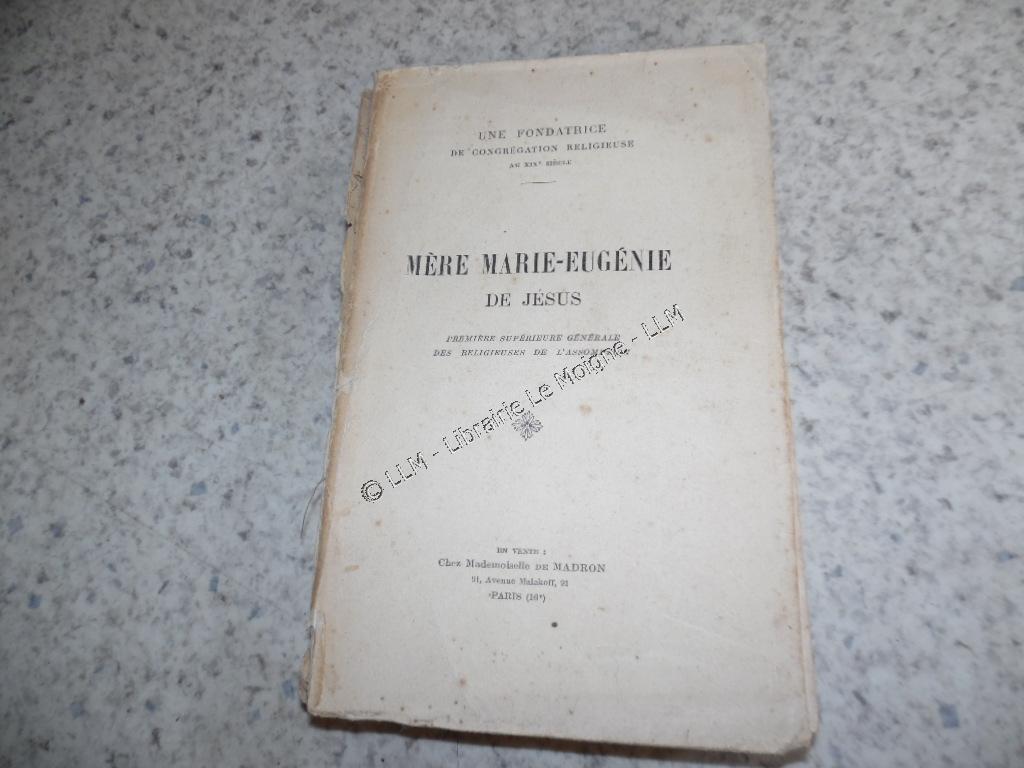 UNE FONDATRICE
DE CONGRÉGATION RELIGIEUSE
AU XIXe SIÈCLE
MÈRE MARIE-EUGÉNIE
DE JÉSUS
PREMIÈRE SUPÉRIEURE GÉNÉRALE
DES RELIGIEUSES DE
© LLM - Librairie Le Moigne - LLM
EN VENTE :
Chez Mademoiselle DE MADRON
91, Avenue Malakoff, 91
PARIS (16e)